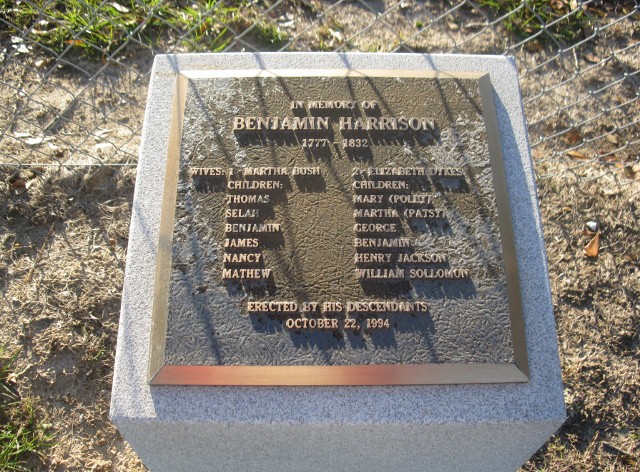 IN MEMORY OF
BENJAMIN HARRISON
1777 - 1832
WIVES: 1 - MARTHA BUSH 2 - ELIZABETH DYKES
CHILDREN: CHILDREN:
THOMAS MARY (POLLY)
SELAH MARTHA (PATSY)
BENJAMIN GEORGE
JAMES BENJAMIN
NANCY HENRY JACKSON
MATHEW WILLIAM SOLLOMON
ERECTED BY HIS DESCENDANTS
OCTOBER 22, 1994